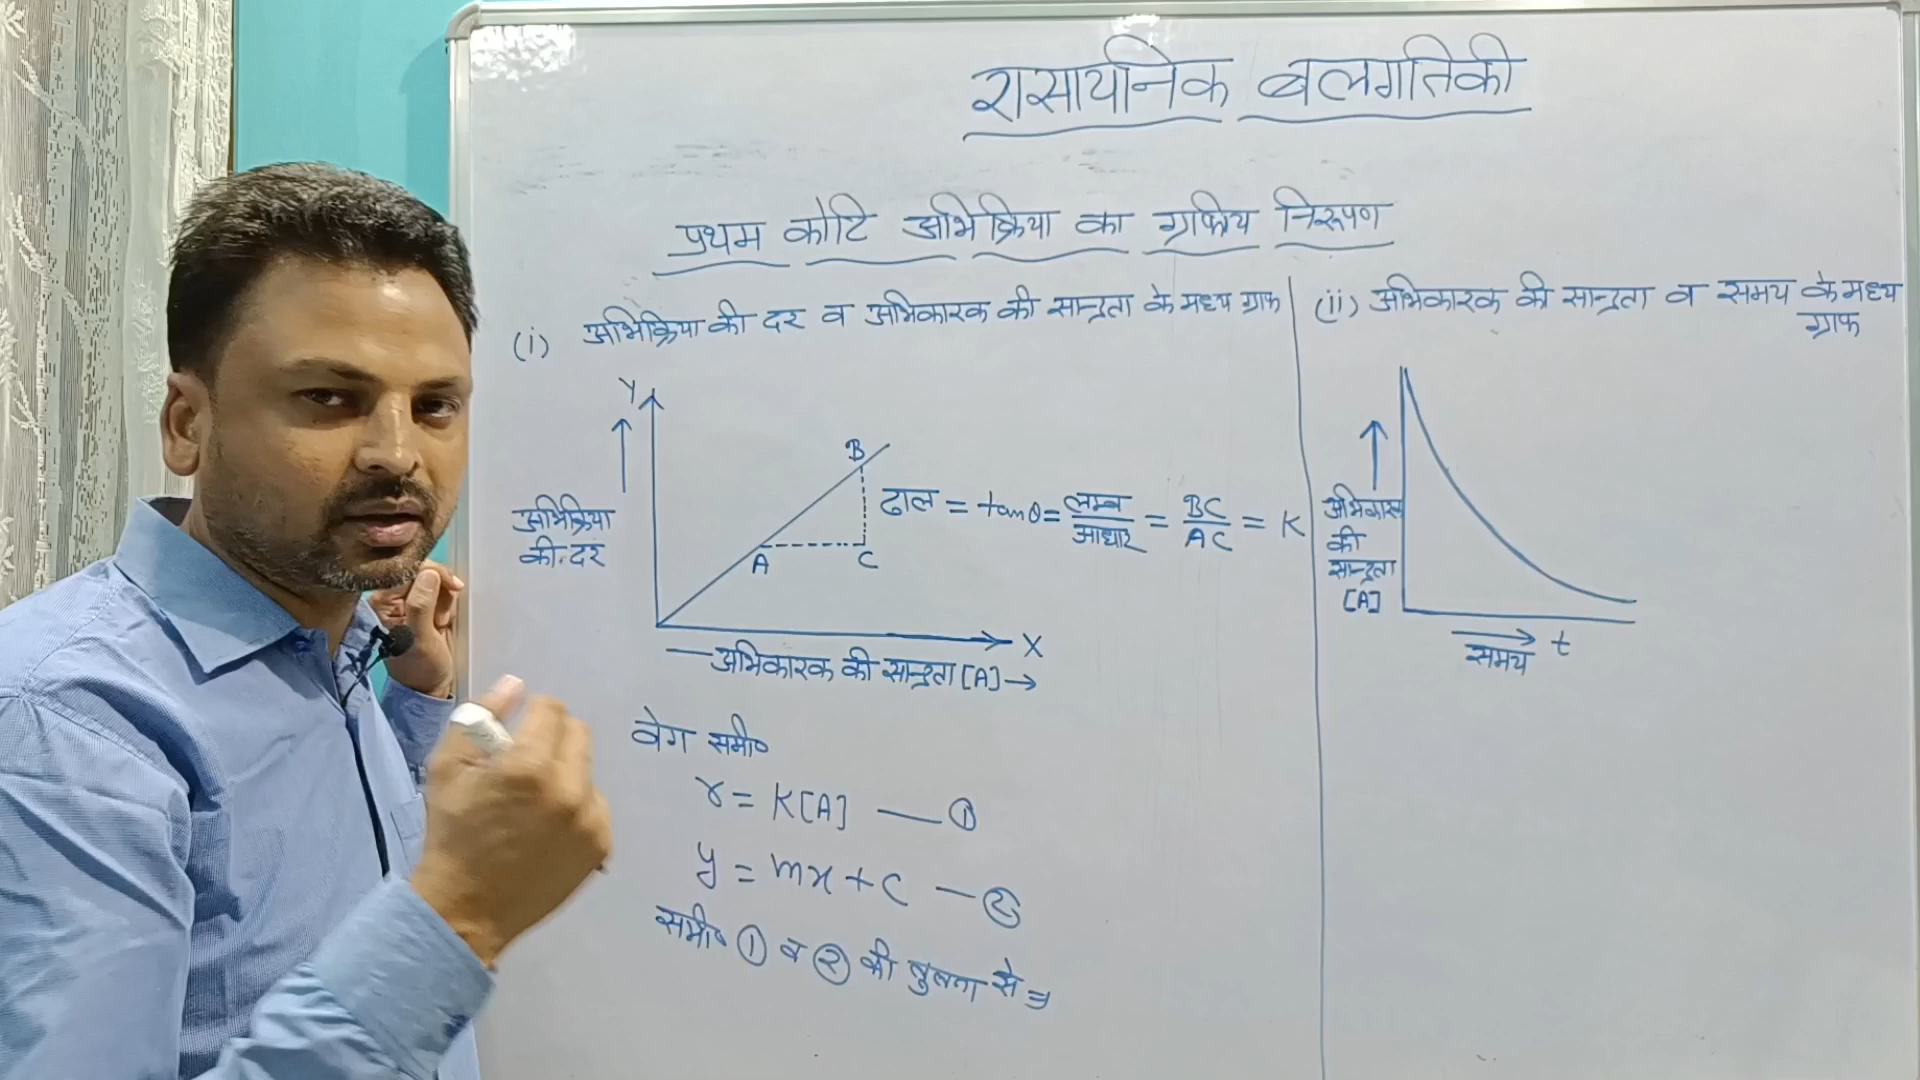 रासायनिक बलगतिकी
प्रथम कोटि अभिक्रिया का ग्राफिय निरूपण
(i) अभिक्रिया की दर व अभिकारक की सान्द्रता के मध्य ग्राफ
Y
B
A
C
अभिक्रिया
की दर
X
अभिकारक की सान्द्रता [A] →
ढाल = tanθ = लम्ब/आधार = BC/AC = K
वेग समी०
r = K[A] — ①
y = mx + c — ②
समी० ① व ② की तुलना से ⇒
(ii) अभिकारक की सान्द्रता व समय के मध्य
ग्राफ
अभिकारक
की
सान्द्रता
[A]
समय t